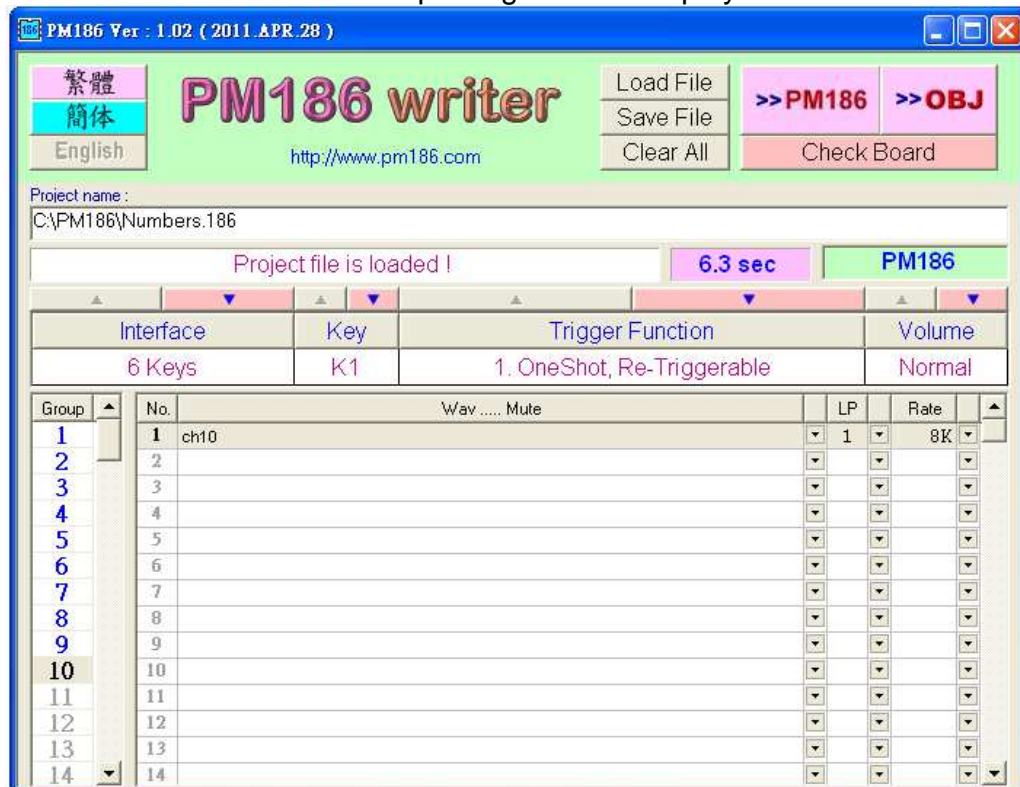 PM186 Ver : 1.02 ( 2011.APR.28 )
繁體
簡体
English
PM186 writer
http://www.pm186.com
Load File
Save File
Clear All
>>PM186
>>OBJ
Check Board
Project name :
C:\PM186\Numbers.186
Project file is loaded !
6.3 sec
PM186
Interface Key Trigger Function Volume
6 Keys K1 1. OneShot, Re-Triggerable Normal
Group No. Wav ..... Mute LP Rate
1 1 ch10 1 8K
2 2
3 3
4 4
5 5
6 6
7 7
8 8
9 9
10 10
11 11
12 12
13 13
14 14